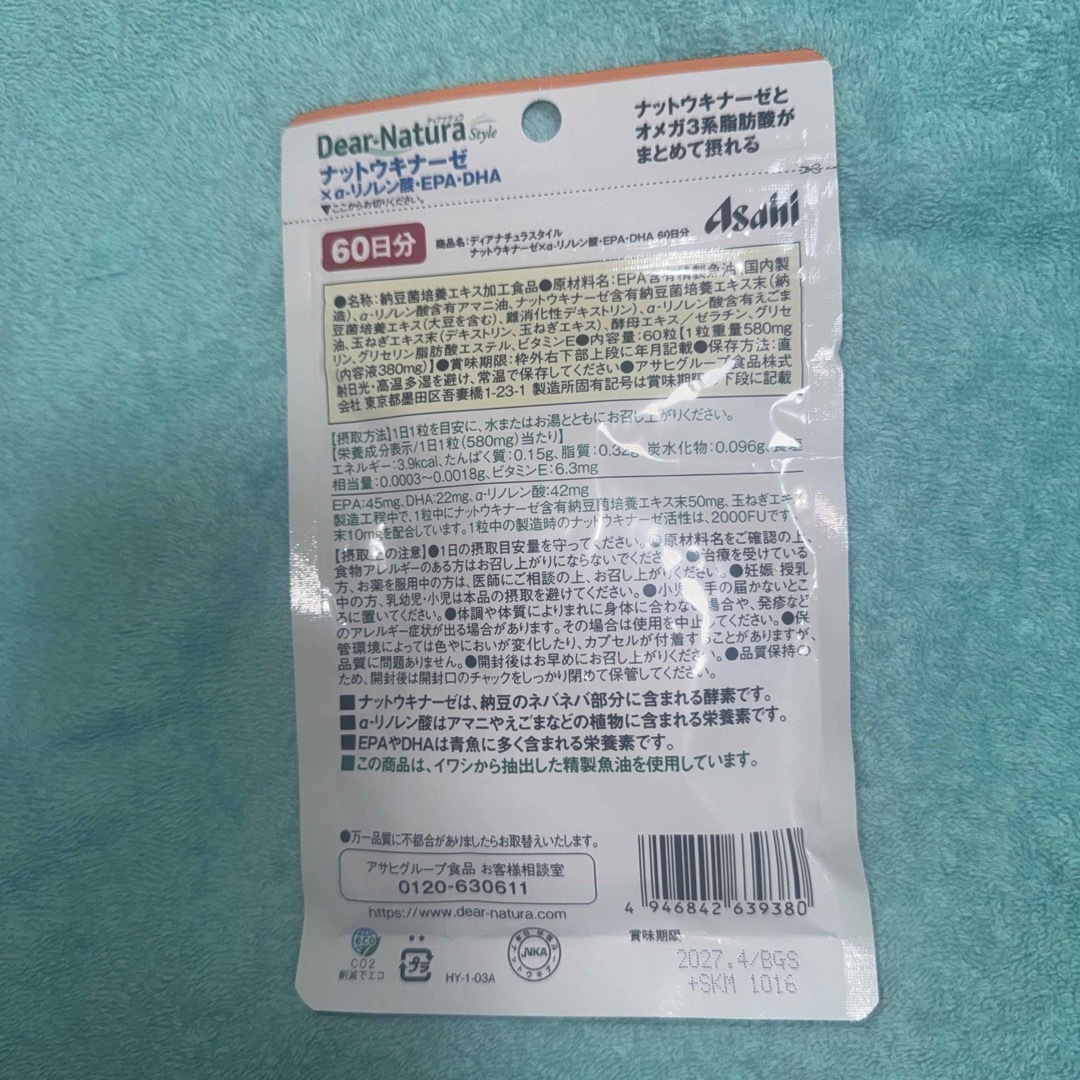 ナットウキナーゼと
オメガ3系脂肪酸が
まとめて摂れる
ディアナチュラ
Dear-Natura Style
ナットウキナーゼ
×α-リノレン酸・EPA・DHA
▼ここからお切りください。
Asahi
60日分
商品名:ディアナチュラスタイル
ナットウキナーゼ×α-リノレン酸・EPA・DHA 60日分
●名称:納豆菌培養エキス加工食品●原材料名:EPA含有精製魚油(国内製
造)、α-リノレン酸含有アマニ油、ナットウキナーゼ含有納豆菌培養エキス末(納
豆菌培養エキス(大豆を含む)、難消化性デキストリン)、α-リノレン酸含有えごま
油、玉ねぎエキス末(デキストリン、玉ねぎエキス)、酵母エキス/ゼラチン、グリセ
リン、グリセリン脂肪酸エステル、ビタミンE●内容量:60粒【1粒重量580mg
(内容液380mg)】●賞味期限:枠外右下部上段に年月記載●保存方法:直
射日光・高温多湿を避け、常温で保存してください●アサヒグループ食品株式
会社 東京都墨田区吾妻橋1-23-1 製造所固有記号は賞味期限の下段に記載
【摂取方法】1日1粒を目安に、水またはお湯とともにお召し上がりください。
【栄養成分表示/1日1粒(580mg)当たり】
エネルギー:3.9kcal、たんぱく質:0.15g、脂質:0.32g、炭水化物:0.096g、食塩
相当量:0.0003〜0.0018g、ビタミンE:6.3mg
EPA:45mg、DHA:22mg、α-リノレン酸:42mg
製造工程中で、1粒中にナットウキナーゼ含有納豆菌培養エキス末50mg、玉ねぎエキス
末10mgを配合しています。1粒中の製造時のナットウキナーゼ活性は、2000FUです。
【摂取上の注意】●1日の摂取目安量を守ってください。●原材料名をご確認の上、
食物アレルギーのある方はお召し上がりにならないでください。●治療を受けている
方、お薬を服用中の方は、医師にご相談の上、お召し上がりください。●妊娠・授乳
中の方、乳幼児・小児は本品の摂取を避けてください。●小児の手の届かないとこ
ろに置いてください。●体調や体質によりまれに身体に合わない場合や、発疹など
のアレルギー症状が出る場合があります。その場合は使用を中止してください。●保
管環境によっては色やにおいが変化したり、カプセルが付着することがありますが、
品質に問題ありません。●開封後はお早めにお召し上がりください。●品質保持の
ため、開封後は開封口のチャックをしっかり閉めて保管してください。
■ナットウキナーゼは、納豆のネバネバ部分に含まれる酵素です。
■α-リノレン酸はアマニやえごまなどの植物に含まれる栄養素です。
■EPAやDHAは青魚に多く含まれる栄養素です。
■この商品は、イワシから抽出した精製魚油を使用しています。
●万一品質に不都合がありましたらお取替えいたします。
アサヒグループ食品 お客様相談室
0120-630611
https://www.dear-natura.com
4 946842 639380
賞味期限
2027.4/BGS
+SKM 1016
eco
CO2
削減でエコ
プラ
HY-1-03A
JNKA